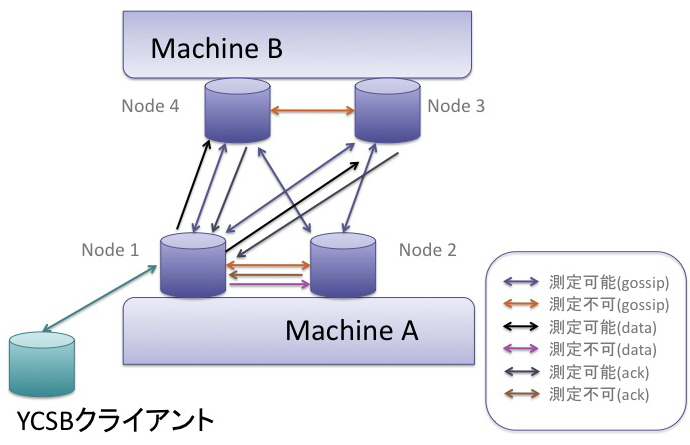 Machine B
Node 4
Node 3
Node 1
Node 2
測定可能(gossip)
測定不可(gossip)
測定可能(data)
測定不可(data)
測定可能(ack)
測定不可(ack)
Machine A
YCSBクライアント